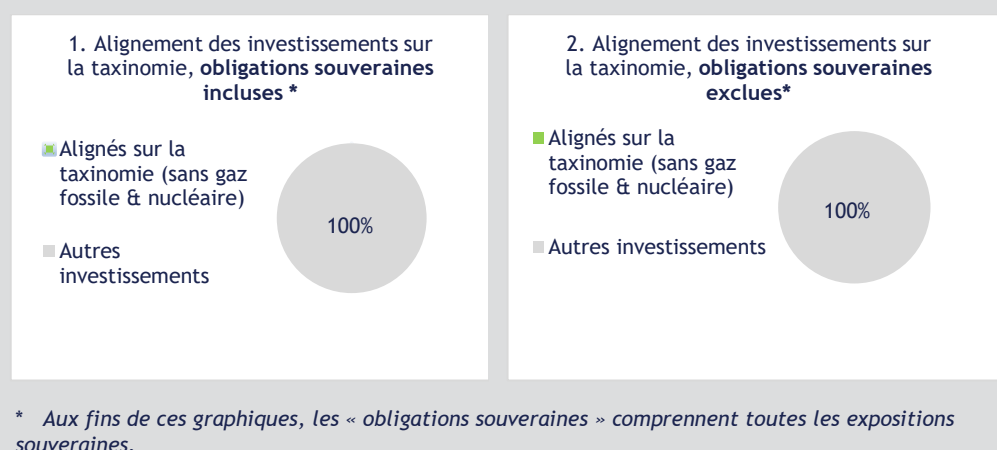 1. Alignement des investissements sur
la taxinomie, obligations souveraines
incluses *
Alignés sur la
taxinomie (sans gaz
fossile & nucléaire)
Autres
investissements
100%
2. Alignement des investissements sur
la taxinomie, obligations souveraines
exclues*
Alignés sur la
taxinomie (sans gaz
fossile & nucléaire)
Autres investissements
100%
* Aux fins de ces graphiques, les « obligations souveraines » comprennent toutes les expositions
souveraines.